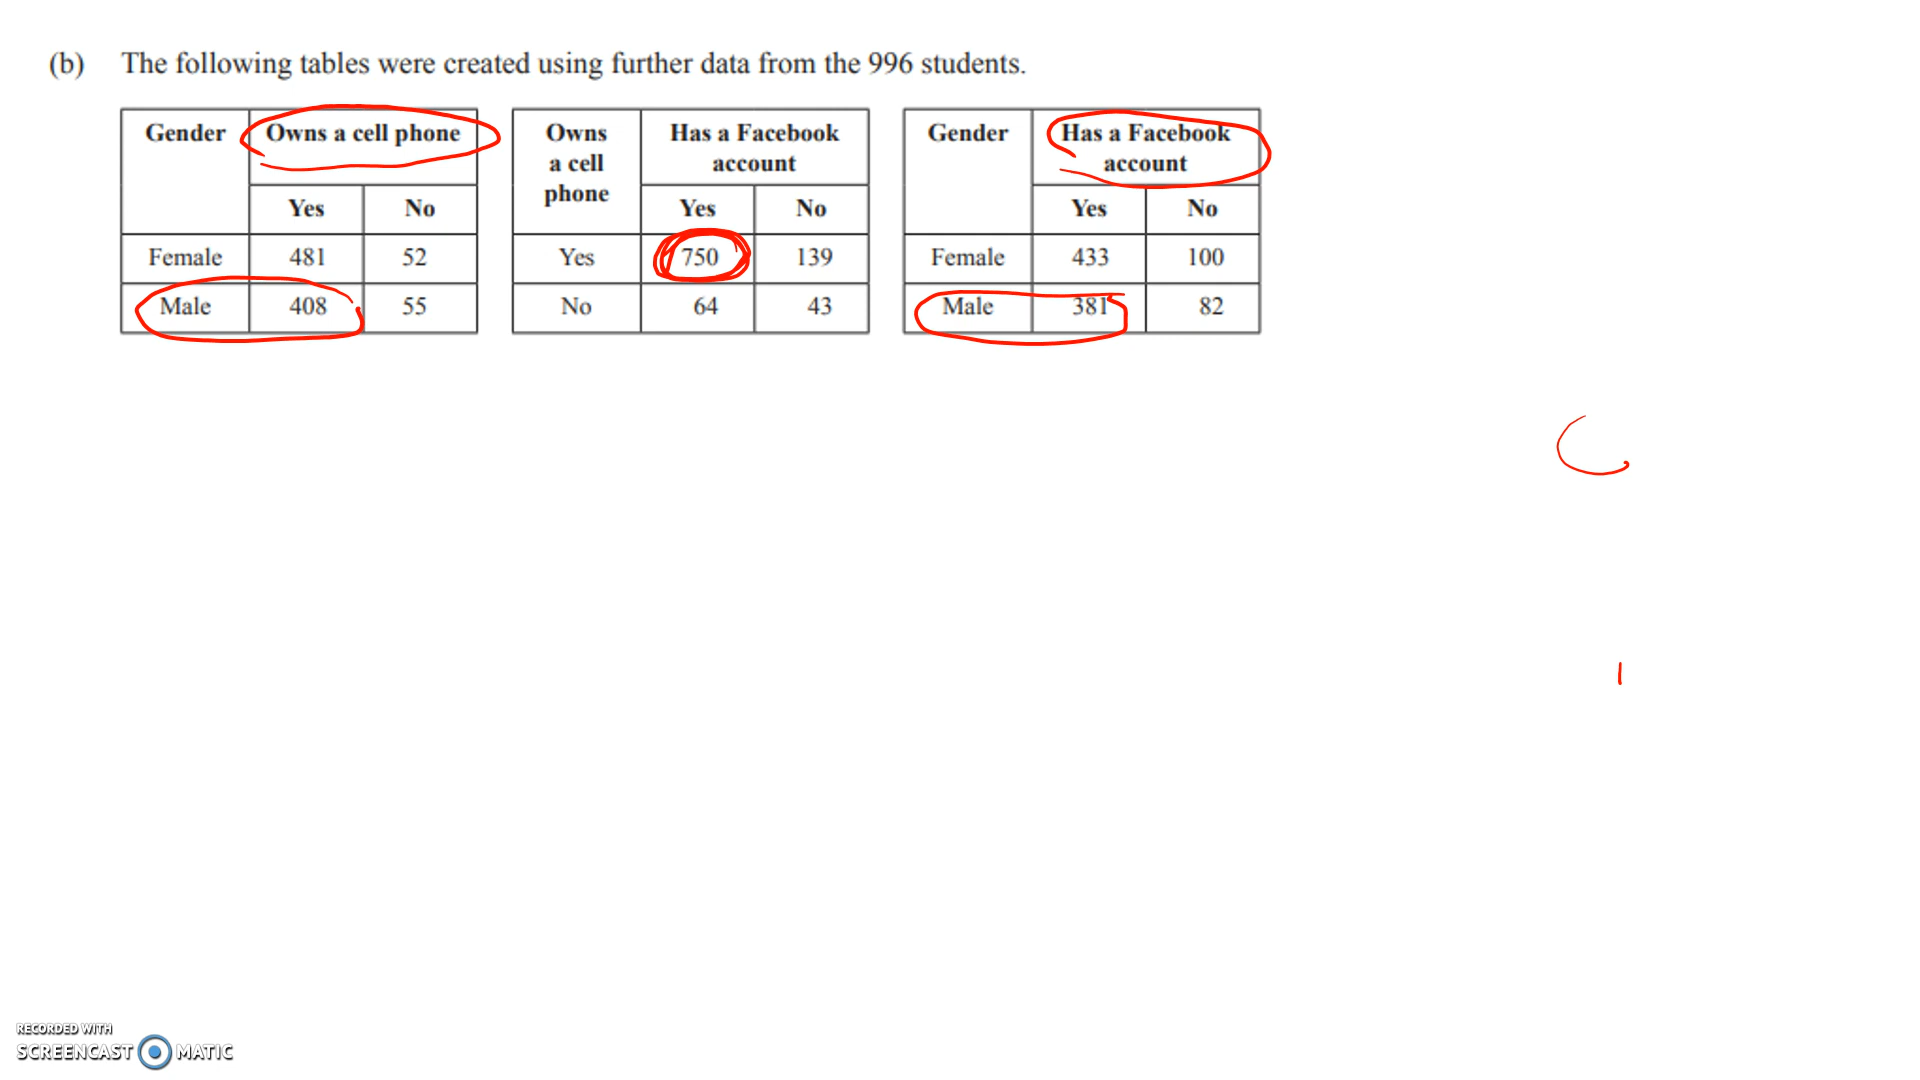 (b) The following tables were created using further data from the 996 students.
Gender Owns a cell phone
Yes No
Female 481 52
Male 408 55
Owns a cell phone Has a Facebook account
Yes No
Yes 750 139
No 64 43
Gender Has a Facebook account
Yes No
Female 433 100
Male 381 82
RECORDED WITH
SCREENCAST MATIC